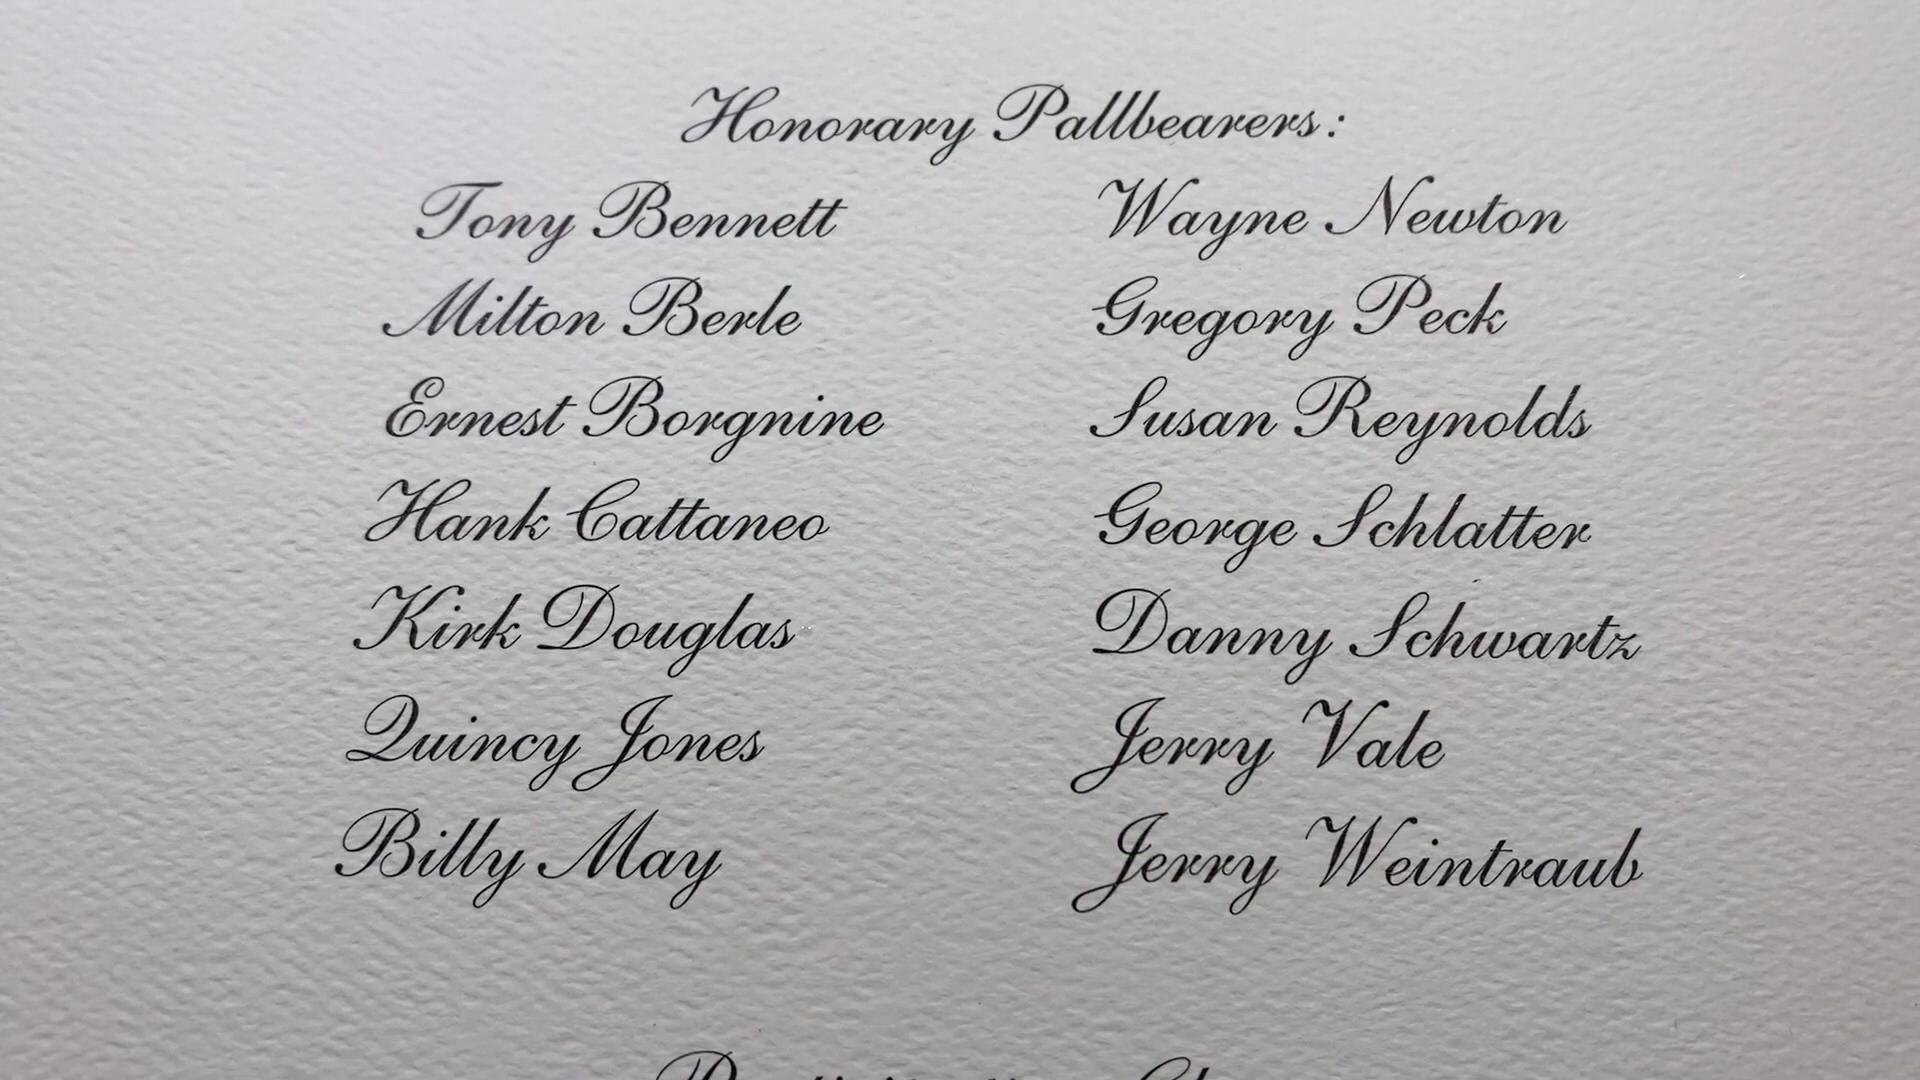 Honorary Pallbearers:
Tony Bennett
Milton Berle
Ernest Borgnine
Hank Cattaneo
Kirk Douglas
Quincy Jones
Billy May
Wayne Newton
Gregory Peck
Susan Reynolds
George Schlatter
Danny Schwartz
Jerry Vale
Jerry Weintraub